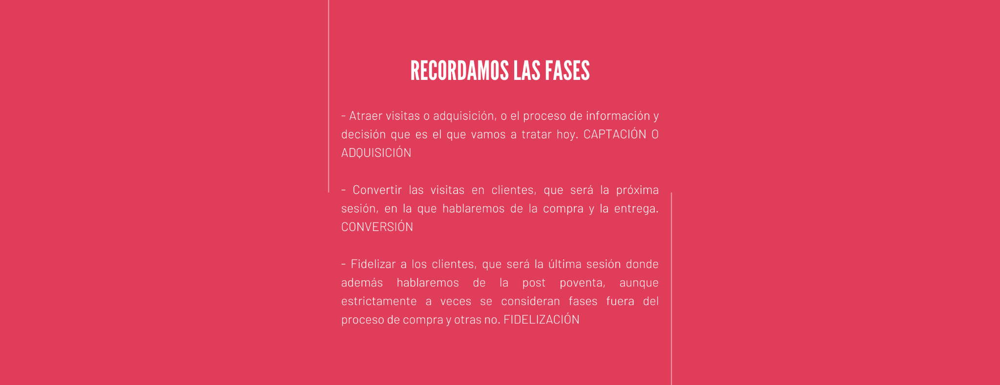 RECORDAMOS LAS FASES
- Atraer visitas o adquisición, o el proceso de información y
decisión que es el que vamos a tratar hoy. CAPTACIÓN O
ADQUISICIÓN
- Convertir las visitas en clientes, que será la próxima
sesión, en la que hablaremos de la compra y la entrega.
CONVERSIÓN
- Fidelizar a los clientes, que será la última sesión donde
además hablaremos de la post poventa, aunque
estrictamente a veces se consideran fases fuera del
proceso de compra y otras no. FIDELIZACIÓN